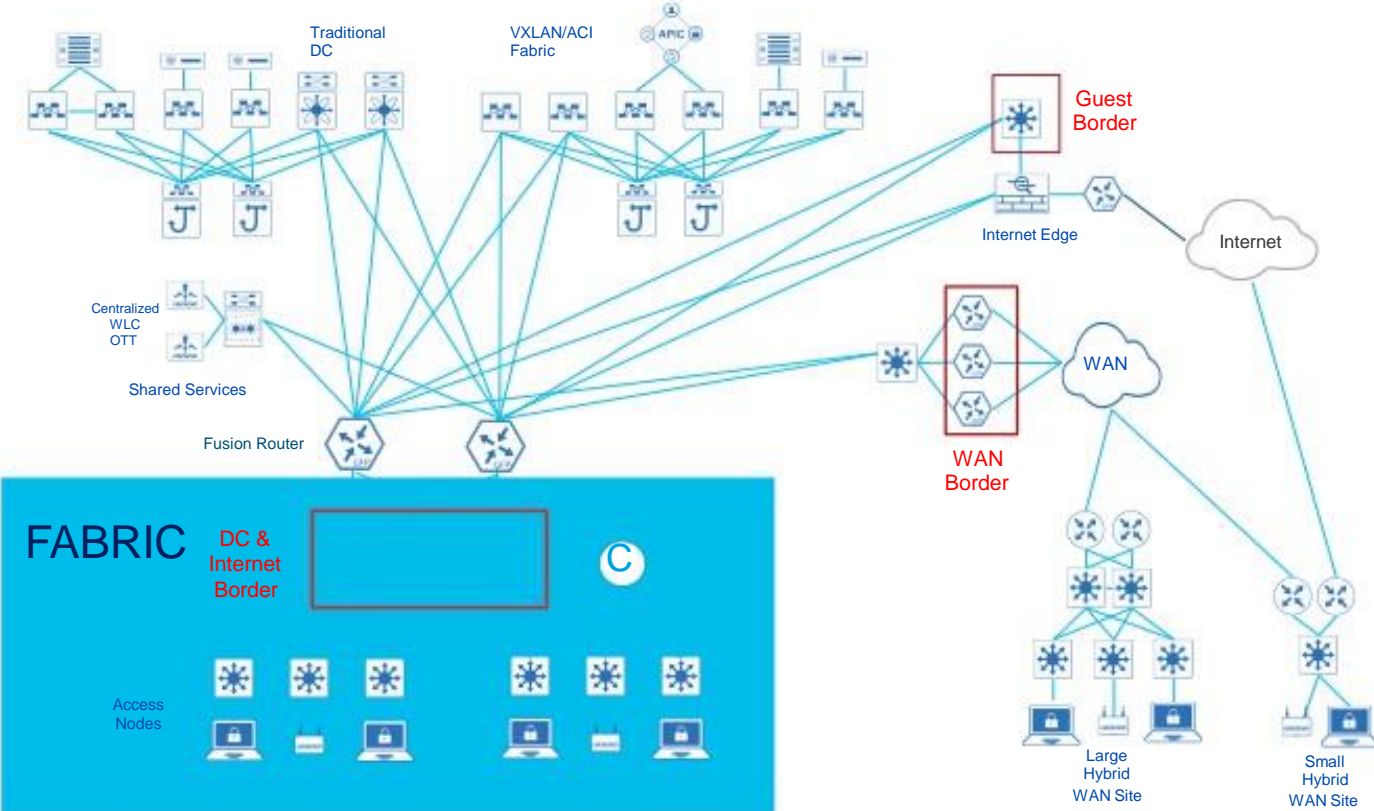 Traditional
DC
VXLAN/ACI
Fabric
APIC
Guest
Border
Internet Edge
Internet
Centralized
WLC
OTT
Shared Services
WAN
Fusion Router
WAN
Border
FABRIC
DC &
Internet
Border
C
Access
Nodes
Large
Hybrid
WAN Site
Small
Hybrid
WAN Site